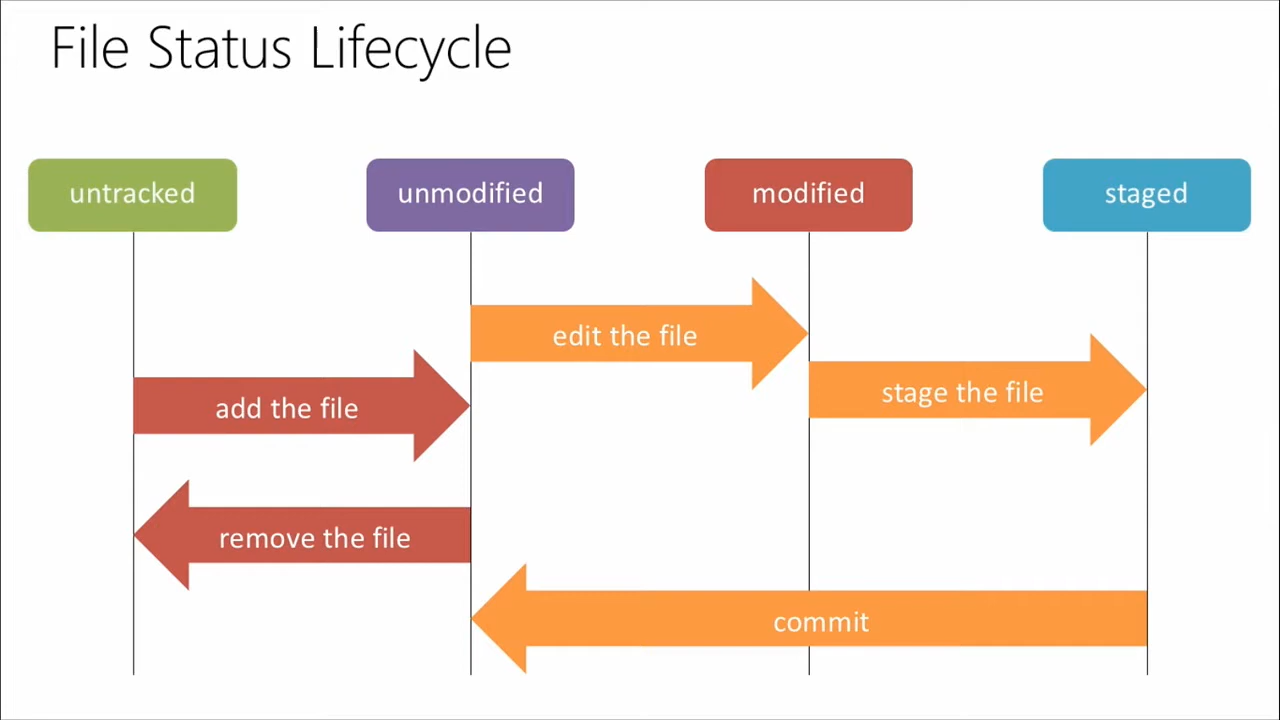 File Status Lifecycle
untracked
unmodified
modified
staged
edit the file
stage the file
add the file
remove the file
commit